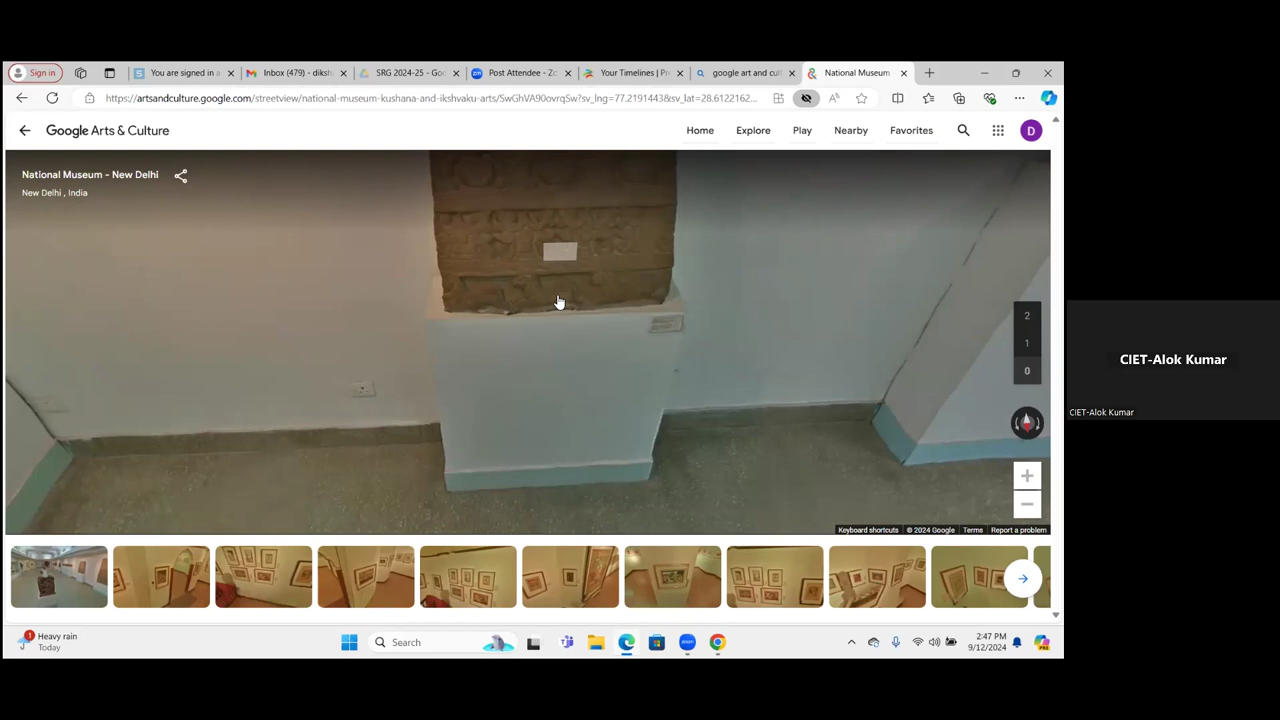 Sign in
You are signed in a
Inbox (479) - diksh
SRG 2024-25 - Goo
Post Attendee - Zo
Your Timelines | Pr
google art and cult
National Museum
https://artsandculture.google.com/streetview/national-museum-kushana-and-ikshvaku-arts/SwGhVA90ovrqSw?sv_lng=77.2191443&sv_lat=28.6122162...
Google Arts & Culture
Home
Explore
Play
Nearby
Favorites
D
National Museum - New Delhi
New Delhi , India
2
1
0
Keyboard shortcuts
© 2024 Google
Terms
Report a problem
CIET-Alok Kumar
CIET-Alok Kumar
1
Heavy rain
Today
Search
2:47 PM
9/12/2024